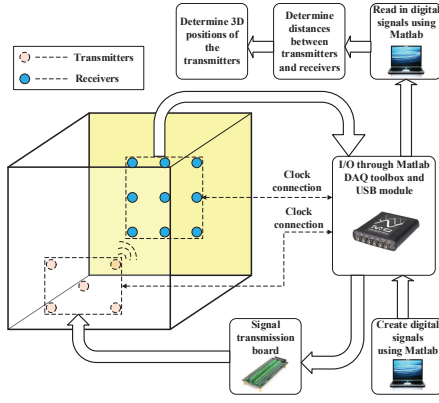 Determine 3D
positions of
the
transmitters
Determine
distances
between
transmitters
and receivers
Read in digital
signals using
Matlab
Transmitters
Receivers
I/O through Matlab
DAQ toolbox and
USB module
Clock
connection
Clock
connection
Signal
transmission
board
Create digital
signals
using Matlab